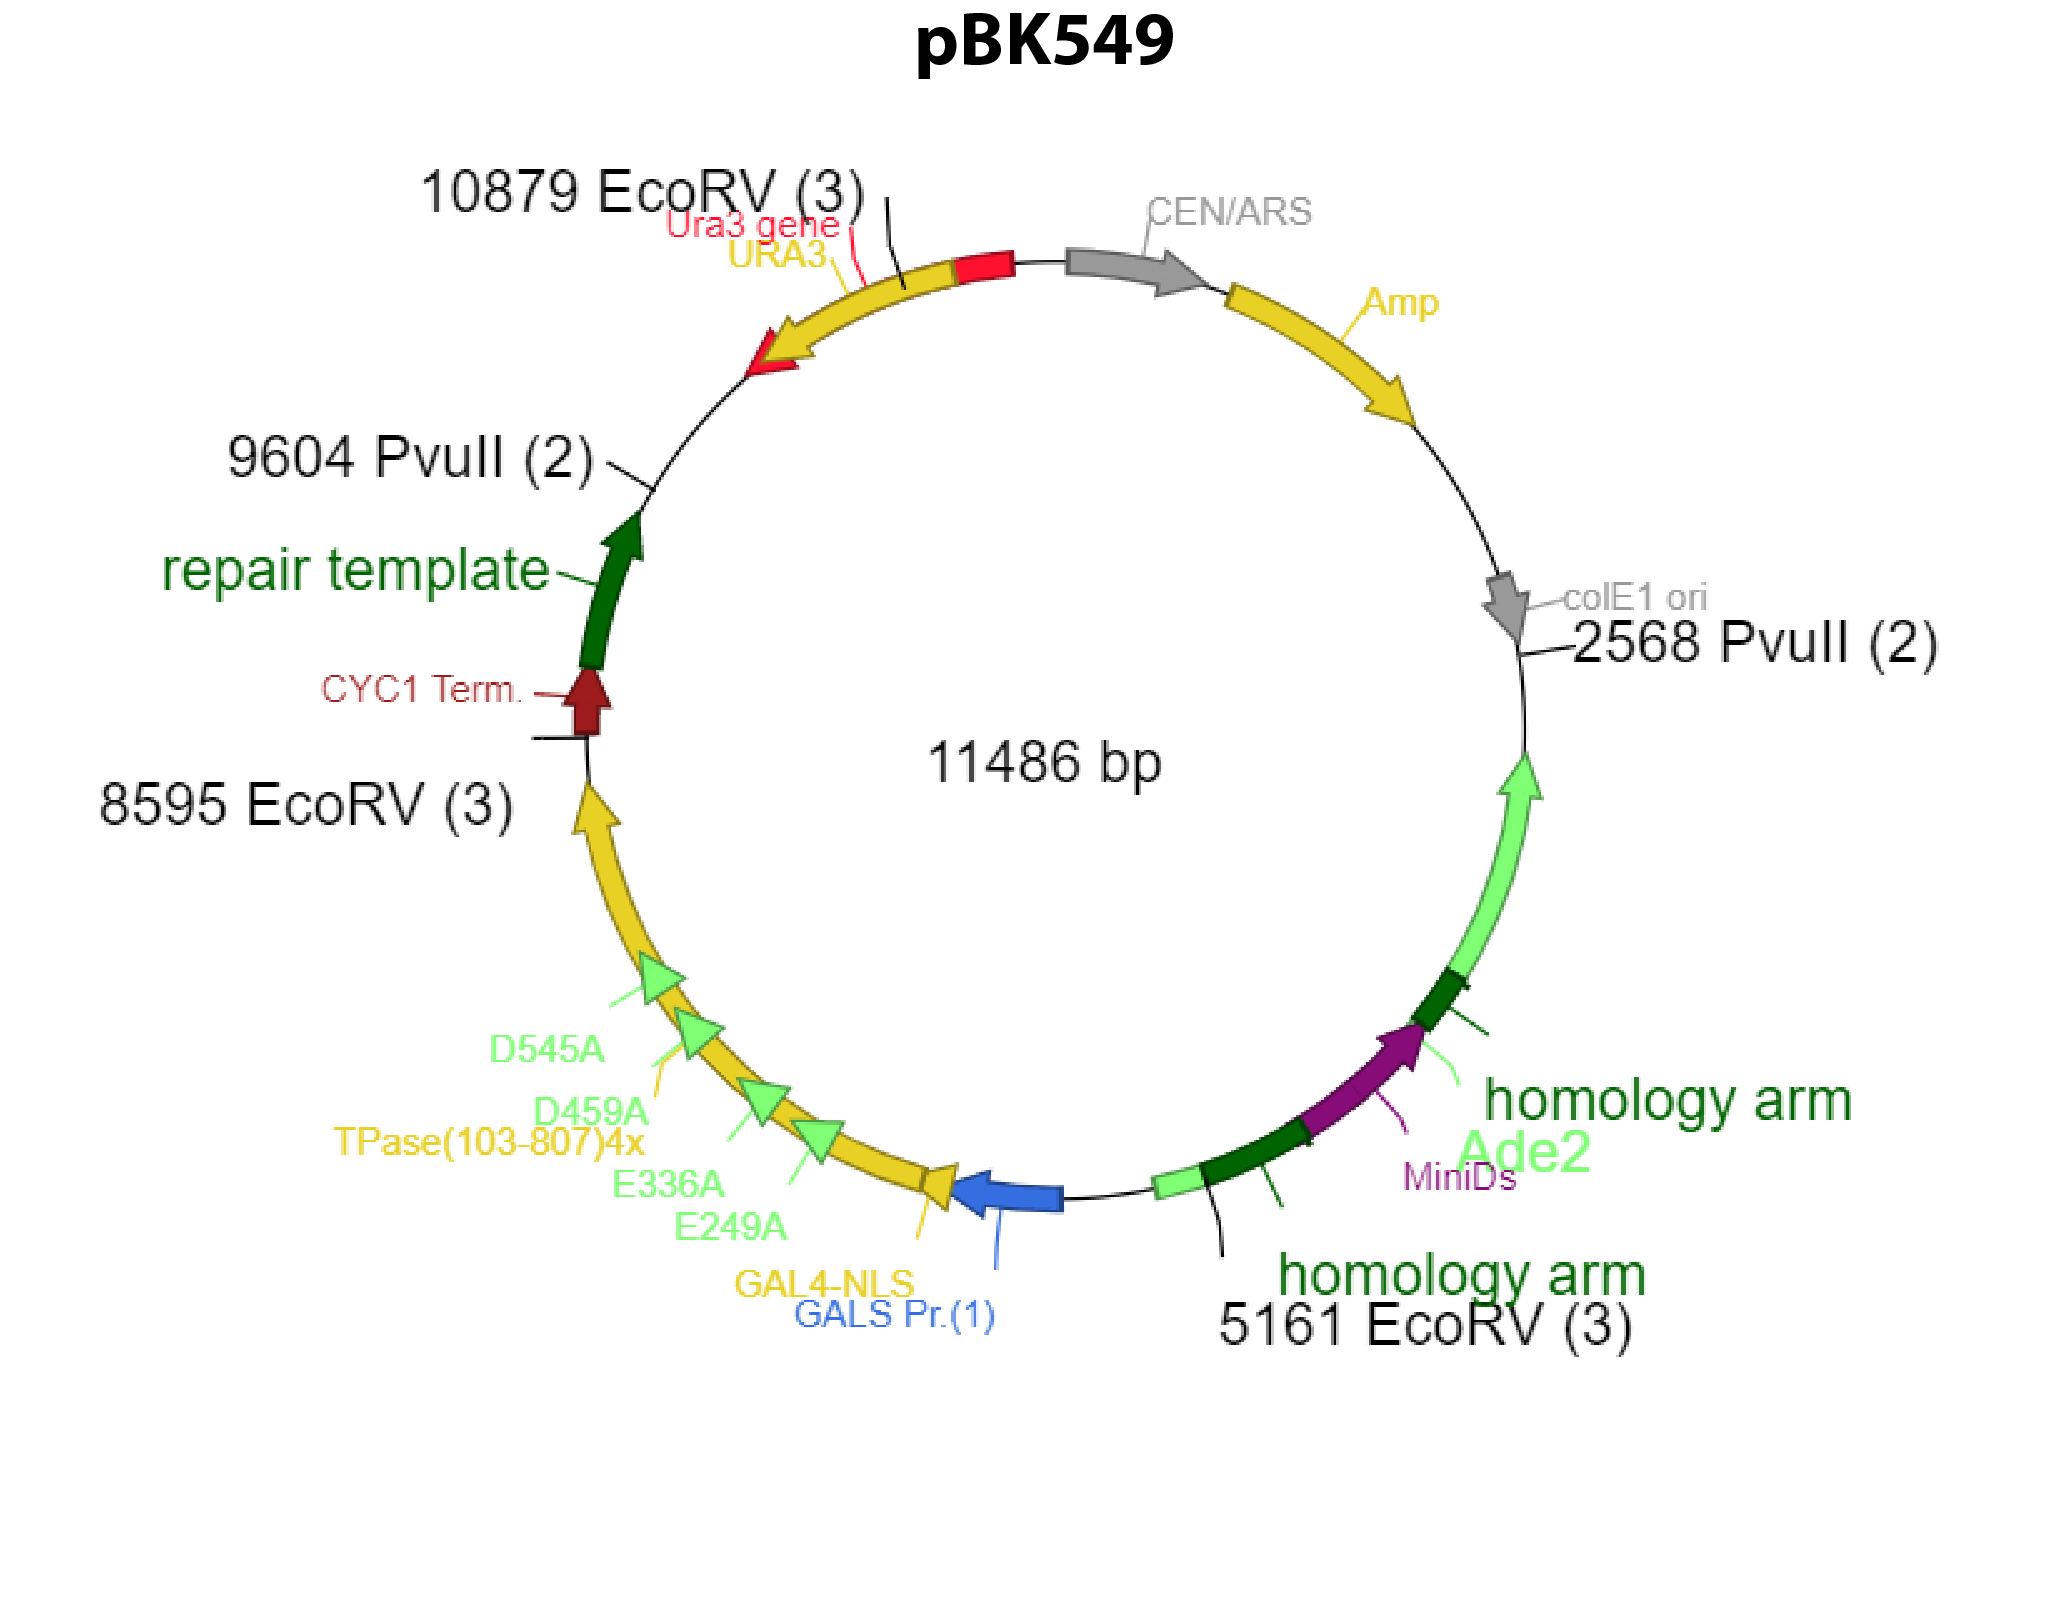 pBK549
10879 EcoRV (3)
Ura3 gene
URA3
CEN/ARS
Amp
9604 PvuII (2)
repair template
colE1 ori
2568 PvuII (2)
CYC1 Term.
11486 bp
8595 EcoRV (3)
D545A
D459A
TPase(103-807)4x
E336A
E249A
GAL4-NLS
GALS Pr.(1)
homology arm
Ade2
MiniDs
homology arm
5161 EcoRV (3)